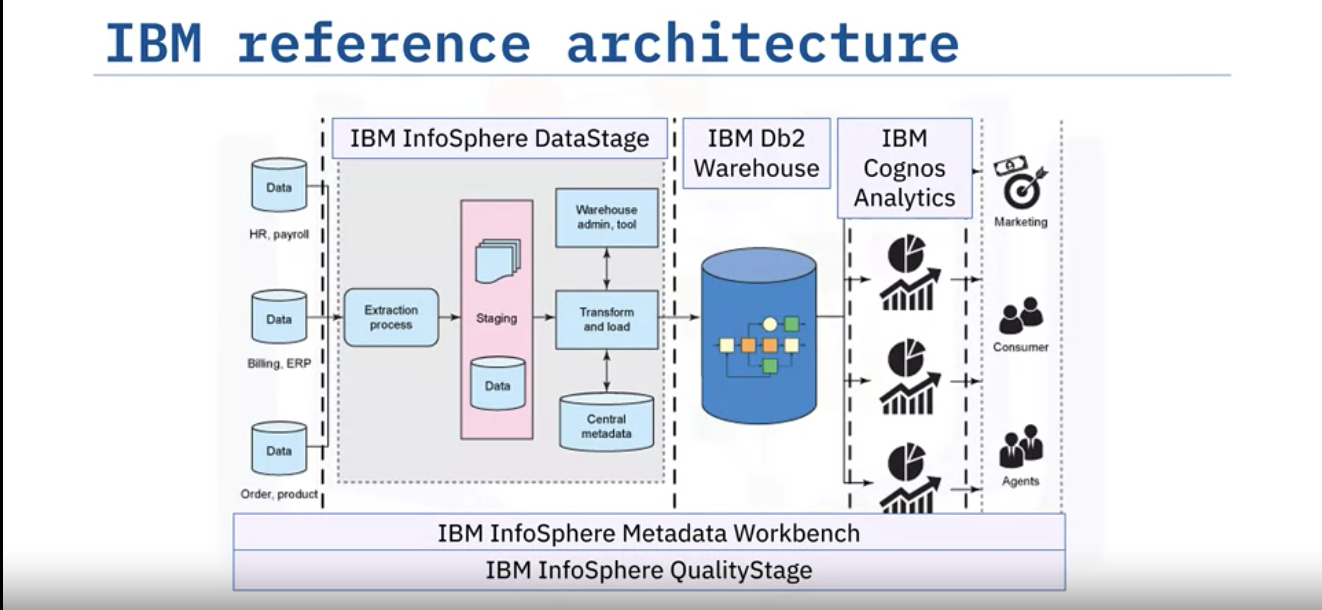 IBM reference architecture
IBM InfoSphere DataStage
IBM Db2
Warehouse
IBM
Cognos
Analytics
Data
HR, payroll
Data
Billing, ERP
Data
Order, product
Extraction
process
Staging
Data
Warehouse
admin, tool
Transform
and load
Central
metadata
Marketing
Consumer
Agents
IBM InfoSphere Metadata Workbench
IBM InfoSphere QualityStage